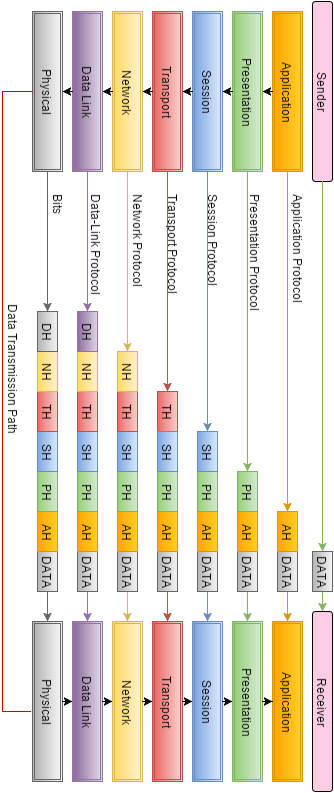 Sender DATA Receiver
Application Application Protocol AH DATA Application
Presentation Presentation Protocol PH AH DATA Presentation
Session Session Protocol SH PH AH DATA Session
Transport Transport Protocol TH SH PH AH DATA Transport
Network Network Protocol NH TH SH PH AH DATA Network
Data Link Data-Link Protocol DH NH TH SH PH AH DATA Data Link
Physical Bits DH NH TH SH PH AH DATA Physical
Data Transmission Path